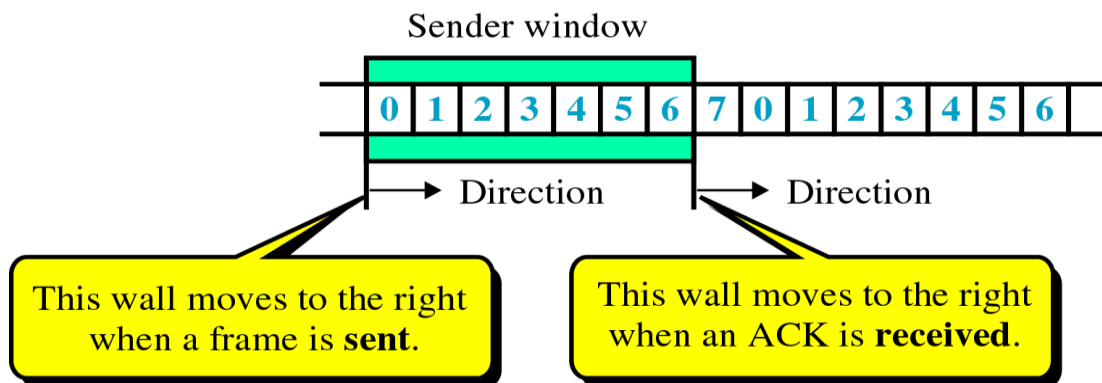 Sender window
0 1 2 3 4 5 6 7 0 1 2 3 4 5 6
Direction Direction
This wall moves to the right
when a frame is sent.
This wall moves to the right
when an ACK is received.